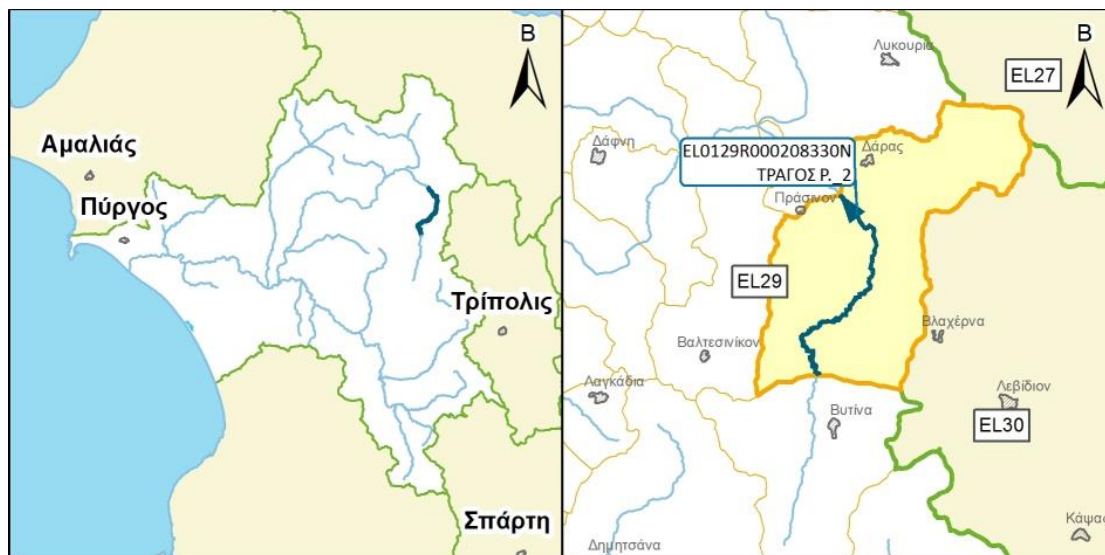 Β
Αμαλιάς
Πύργος
Τρίπολις
Σπάρτη
Β
Λυκουρία
EL27
Δάφνη
EL0129R000208330N
ΤΡΑΓΟΣ Ρ._2
Δάρας
Πράσινον
EL29
Βλαχέρνα
Βαλτεσινίκον
Λαγκάδια
Λεβίδιον
Βυτίνα
EL30
Κάψας
Δημητσάνα